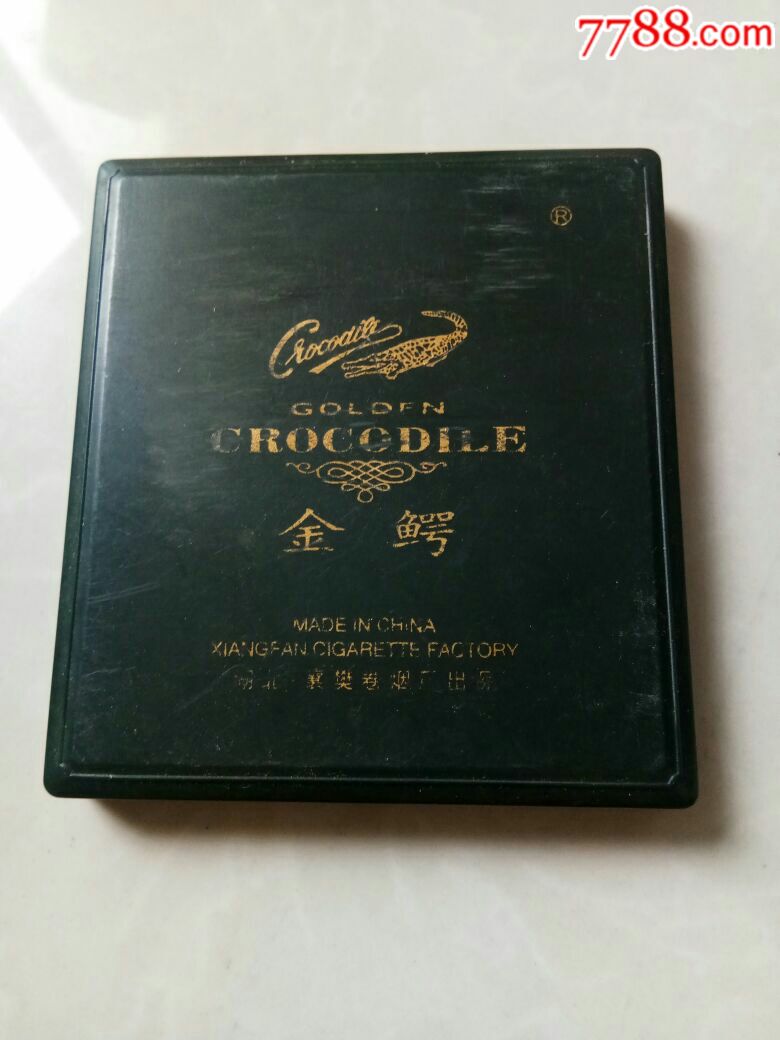 7788.com
®
Crocodile
GOLDEN
CROCODILE
金 鳄
MADE IN CHINA
XIANGFAN CIGARETTE FACTORY
湖北 襄樊卷烟厂出品